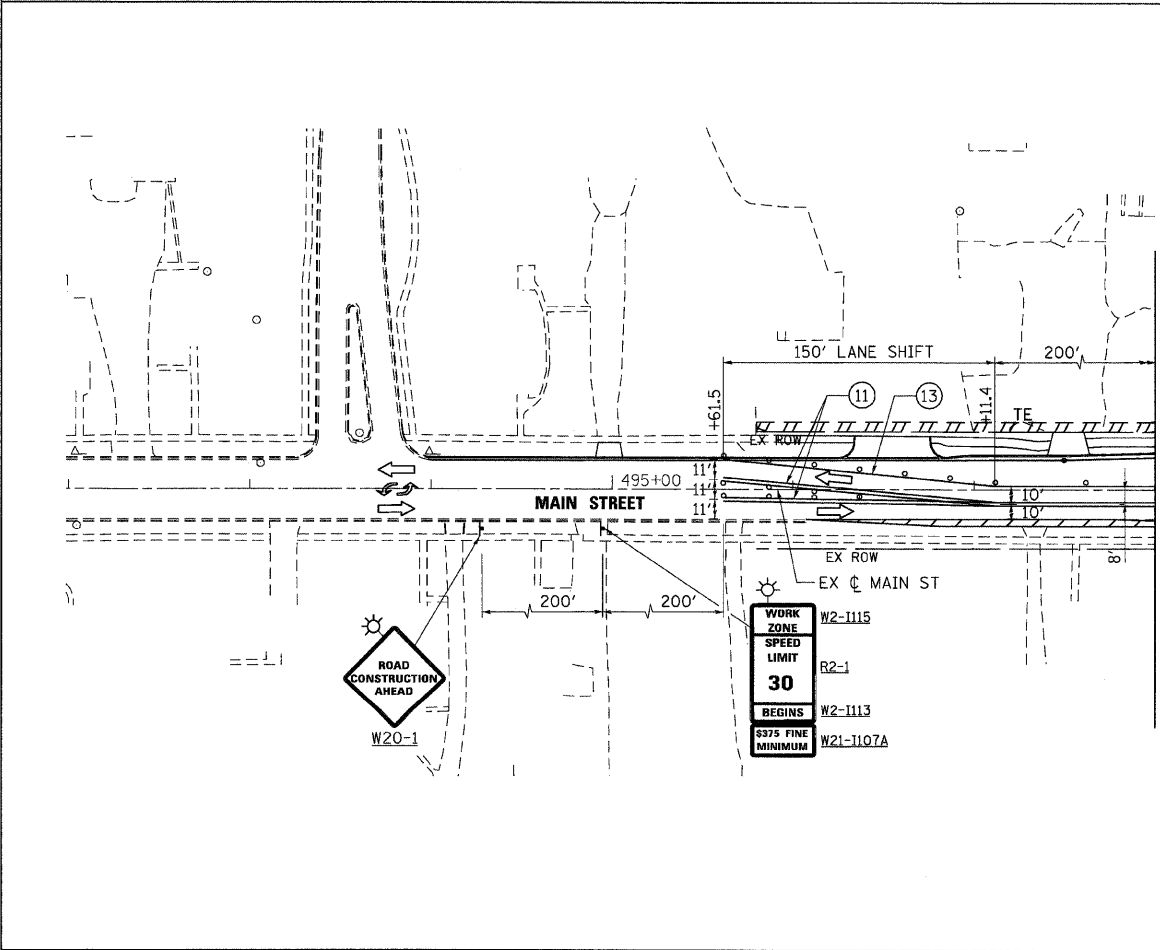 150' LANE SHIFT
200'
+61.5
11
13
+11.4
TE
EX ROW
11'
11'
11'
495+00
MAIN STREET
10'
10'
8'
EX ROW
EX ℄ MAIN ST
200'
200'
ROAD
CONSTRUCTION
AHEAD
W20-1
WORK
ZONE
W2-I115
SPEED
LIMIT
30
R2-1
BEGINS
W2-I113
$375 FINE
MINIMUM
W21-I107A